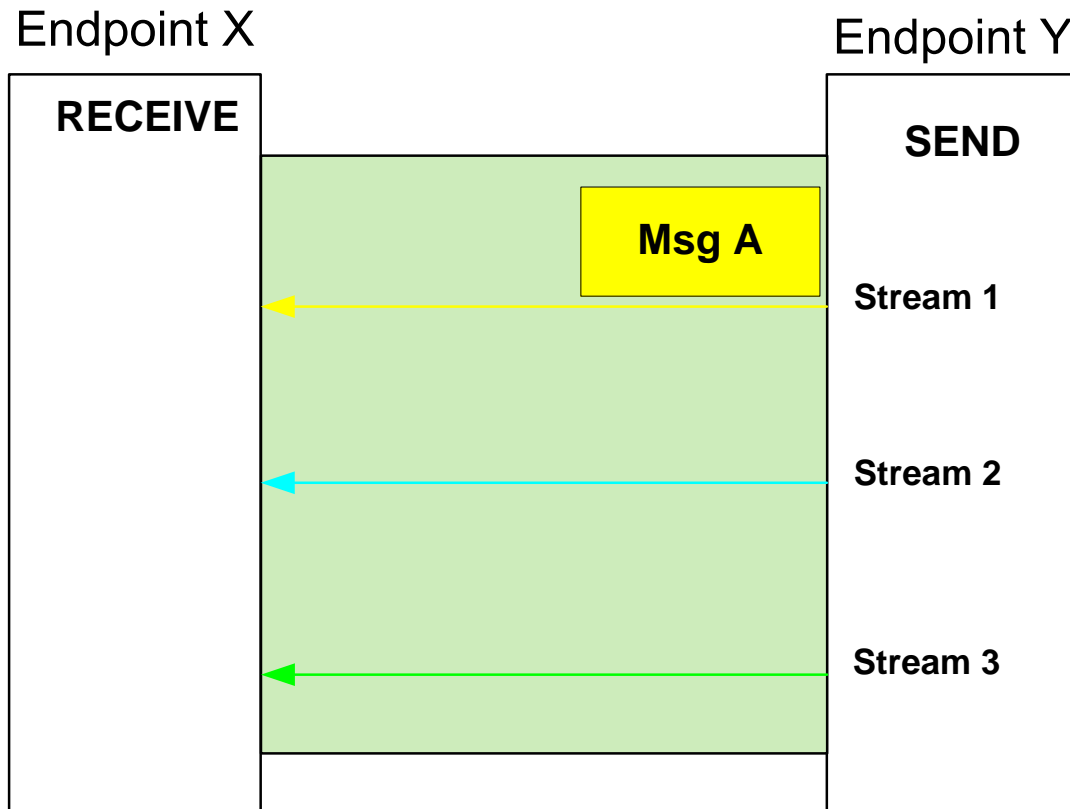 Endpoint X
Endpoint Y
RECEIVE
SEND
Msg A
Stream 1
Stream 2
Stream 3